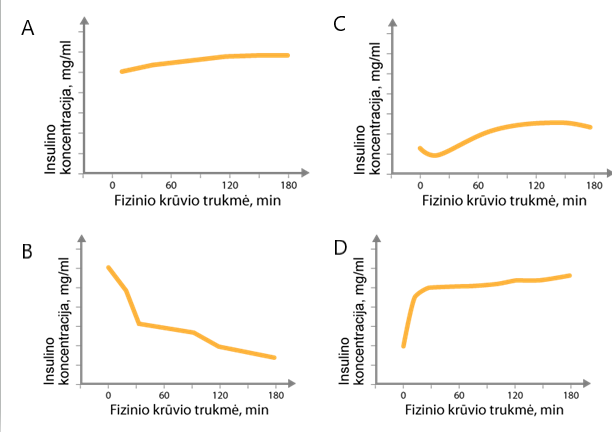 A
Insulino
koncentracija, mg/ml
0 60 120 180
Fizinio krūvio trukmė, min
C
Insulino
koncentracija, mg/ml
0 60 120 180
Fizinio krūvio trukmė, min
B
Insulino
koncentracija, mg/ml
0 60 120 180
Fizinio krūvio trukmė, min
D
Insulino
koncentracija, mg/ml
0 60 120 180
Fizinio krūvio trukmė, min